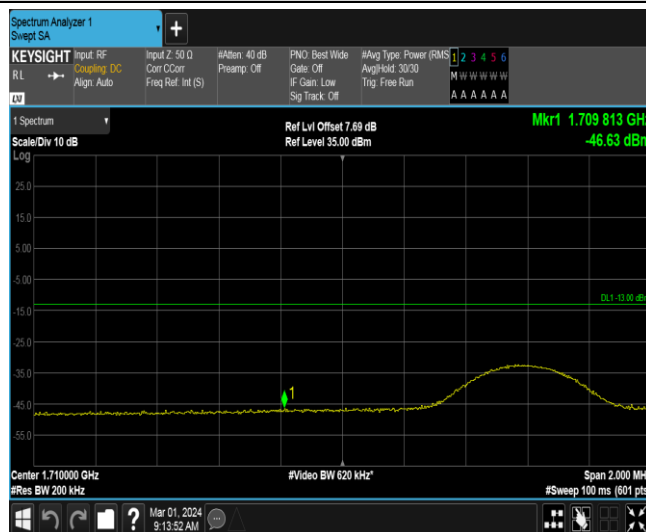 Spectrum Analyzer 1
Swept SA
+
KEYSIGHT
RL
LXI
Input: RF
Coupling: DC
Align: Auto
Input Z: 50 Ω
Corr CCorr
Freq Ref: Int (S)
#Atten: 40 dB
Preamp: Off
PNO: Best Wide
Gate: Off
IF Gain: Low
Sig Track: Off
#Avg Type: Power (RMS
Avg|Hold: 30/30
Trig: Free Run
1 2 3 4 5 6
M W W W W W
A A A A A A
1 Spectrum
Scale/Div 10 dB
Ref Lvl Offset 7.69 dB
Ref Level 35.00 dBm
Mkr1 1.709 813 GHz
-46.63 dBm
Log
25.0
15.0
5.00
-5.00
DL1 -13.00 dBm
-15.0
-25.0
-35.0
1
-45.0
-55.0
Center 1.710000 GHz
#Video BW 620 kHz*
Span 2.000 MHz
#Res BW 200 kHz
#Sweep 100 ms (601 pts
?
Mar 01, 2024
9:13:52 AM